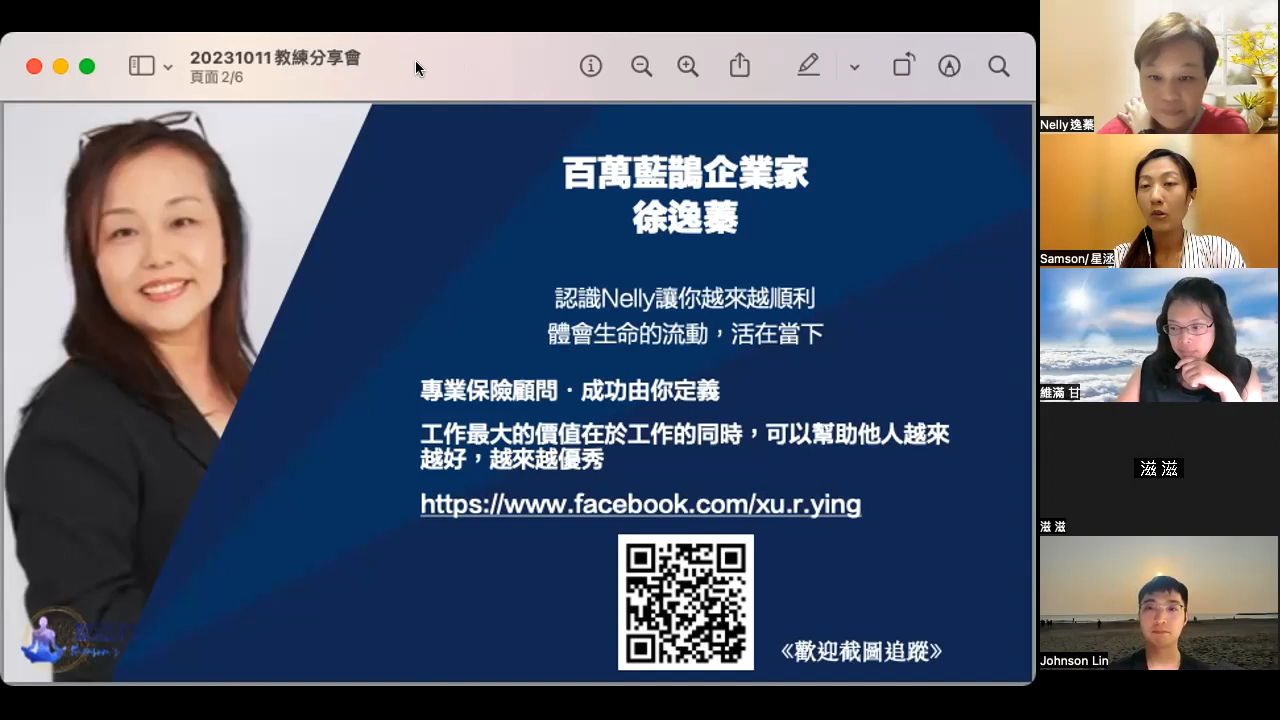 20231011教練分享會
頁面 2/6
百萬藍鵲企業家
徐逸蓁
認識Nelly讓你越來越順利
體會生命的流動，活在當下
專業保險顧問．成功由你定義
工作最大的價值在於工作的同時，可以幫助他人越來
越好，越來越優秀
https://www.facebook.com/xu.r.ying
《歡迎截圖追蹤》
Nelly逸蓁
Samson/星丞
維滿 甘
滋 滋
滋 滋
Johnson Lin